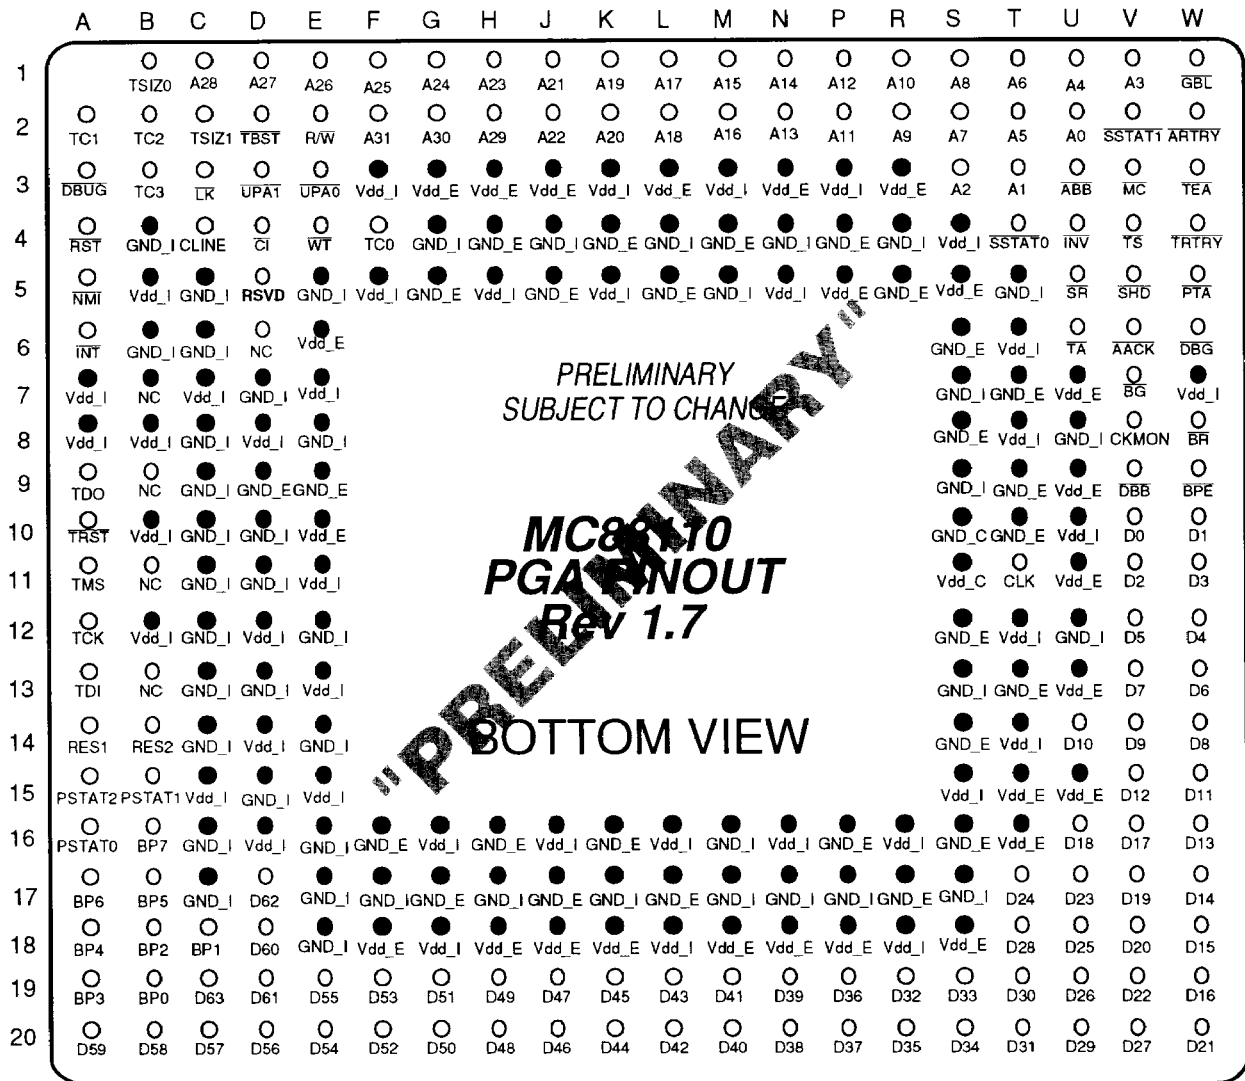 A B C D E F G H J K L M N P R S T U V W
1
TSIZ0 A28 A27 A26 A25 A24 A23 A21 A19 A17 A15 A14 A12 A10 A8 A6 A4 A3 GBL
2
TC1 TC2 TSIZ1 TBST R/W A31 A30 A29 A22 A20 A18 A16 A13 A11 A9 A7 A5 A0 SSTAT1 ARTRY
3
DBUG TC3 LK UPA1 UPA0 Vdd_I Vdd_E Vdd_E Vdd_E Vdd_I Vdd_E Vdd_I Vdd_E Vdd_I Vdd_E A2 A1 ABB MC TEA
4
RST GND_I CLINE CI WT TC0 GND_I GND_E GND_I GND_E GND_I GND_E GND_I GND_E GND_I Vdd_I SSTAT0 INV TS TRTRY
5
NMI Vdd_I GND_I RSVD GND_I Vdd_I GND_E Vdd_I GND_E Vdd_I GND_E GND_I Vdd_I Vdd_E GND_E Vdd_E GND_I SR SHD PTA
6
INT GND_I GND_I NC Vdd_E GND_E Vdd_I TA AACK DBG
7
Vdd_I NC Vdd_I GND_I Vdd_I GND_I GND_E Vdd_E BG Vdd_I
PRELIMINARY
SUBJECT TO CHANGE
8
Vdd_I Vdd_I GND_I Vdd_I GND_I GND_E Vdd_I GND_I CKMON BR
9
TDO NC GND_I GND_E GND_E GND_I GND_E Vdd_E DBB BPE
10
TRST Vdd_I GND_I GND_I Vdd_E GND_C GND_E Vdd_I D0 D1
MC88110
PGA PINOUT
Rev 1.7
11
TMS NC GND_I GND_I Vdd_I Vdd_C CLK Vdd_E D2 D3
12
TCK Vdd_I GND_I Vdd_I GND_I GND_E Vdd_I GND_I D5 D4
13
TDI NC GND_I GND_I Vdd_I GND_I GND_E Vdd_E D7 D6
"PRELIMINARY"
BOTTOM VIEW
14
RES1 RES2 GND_I Vdd_I GND_I GND_E Vdd_I D10 D9 D8
15
PSTAT2 PSTAT1 Vdd_I GND_I Vdd_I Vdd_I Vdd_E Vdd_E D12 D11
16
PSTAT0 BP7 GND_I Vdd_I GND_I GND_E Vdd_I GND_E Vdd_I GND_E Vdd_I GND_I Vdd_I GND_E Vdd_I GND_E Vdd_E D18 D17 D13
17
BP6 BP5 GND_I D62 GND_I GND_I GND_E GND_I GND_E GND_I GND_E GND_I GND_I GND_I GND_E GND_I D24 D23 D19 D14
18
BP4 BP2 BP1 D60 GND_I Vdd_E Vdd_I Vdd_E Vdd_E Vdd_E Vdd_I Vdd_E Vdd_E Vdd_E Vdd_I Vdd_E D28 D25 D20 D15
19
BP3 BP0 D63 D61 D55 D53 D51 D49 D47 D45 D43 D41 D39 D36 D32 D33 D30 D26 D22 D16
20
D59 D58 D57 D56 D54 D52 D50 D48 D46 D44 D42 D40 D38 D37 D35 D34 D31 D29 D27 D21